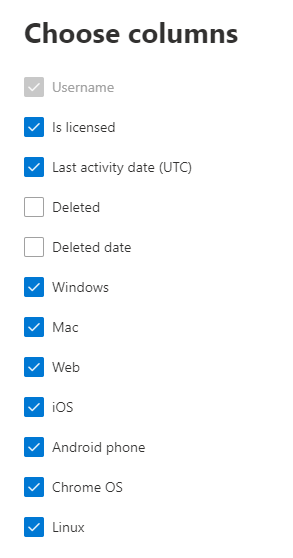 Choose columns
Username
Is licensed
Last activity date (UTC)
Deleted
Deleted date
Windows
Mac
Web
iOS
Android phone
Chrome OS
Linux